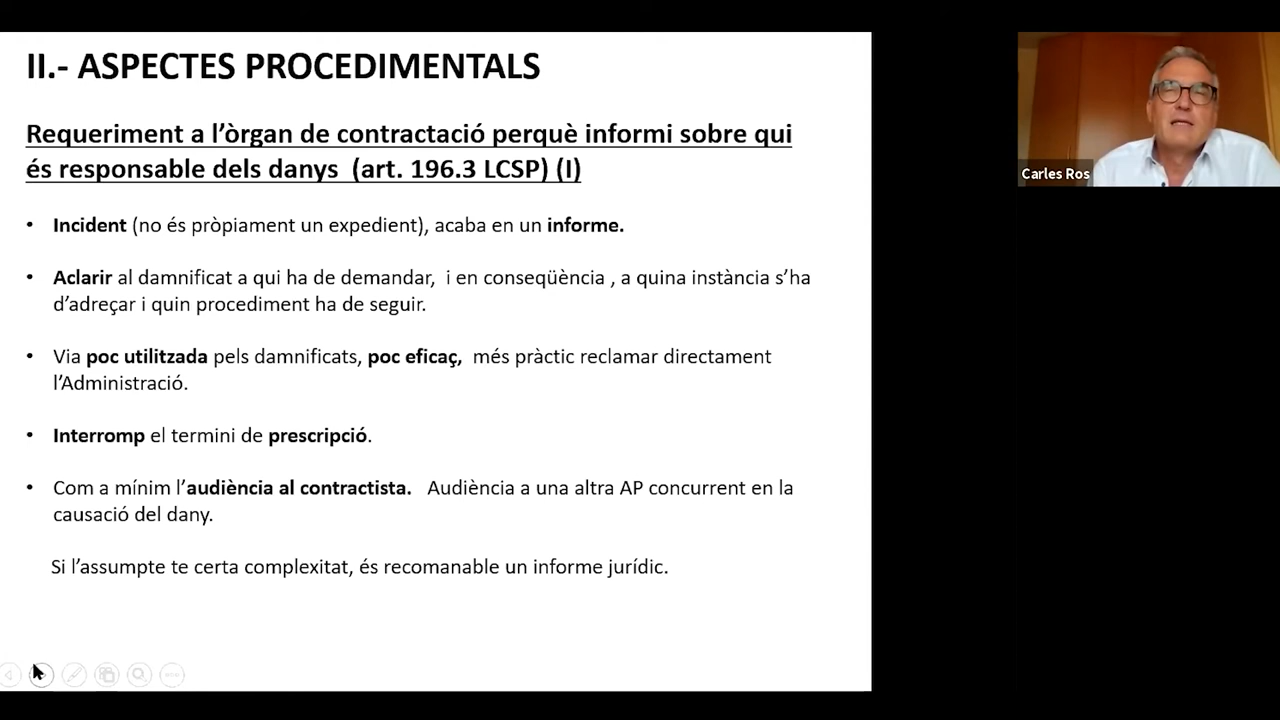 II.- ASPECTES PROCEDIMENTALS
Requeriment a l’òrgan de contractació perquè informi sobre qui
és responsable dels danys (art. 196.3 LCSP) (I)
• Incident (no és pròpiament un expedient), acaba en un informe.
• Aclarir al damnificat a qui ha de demandar, i en conseqüència , a quina instància s’ha
d’adreçar i quin procediment ha de seguir.
• Via poc utilitzada pels damnificats, poc eficaç, més pràctic reclamar directament
l’Administració.
• Interromp el termini de prescripció.
• Com a mínim l’audiència al contractista. Audiència a una altra AP concurrent en la
causació del dany.
Si l’assumpte te certa complexitat, és recomanable un informe jurídic.
Carles Ros